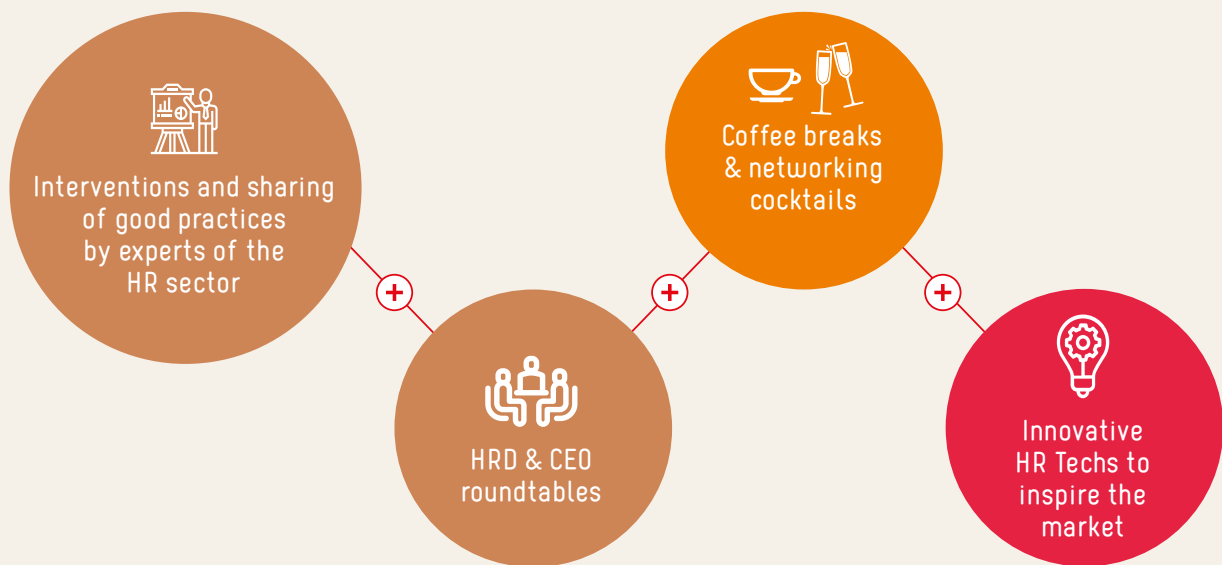 Interventions and sharing
of good practices
by experts of the
HR sector
+
HRD & CEO
roundtables
+
Coffee breaks
& networking
cocktails
+
Innovative
HR Techs to
inspire the
market